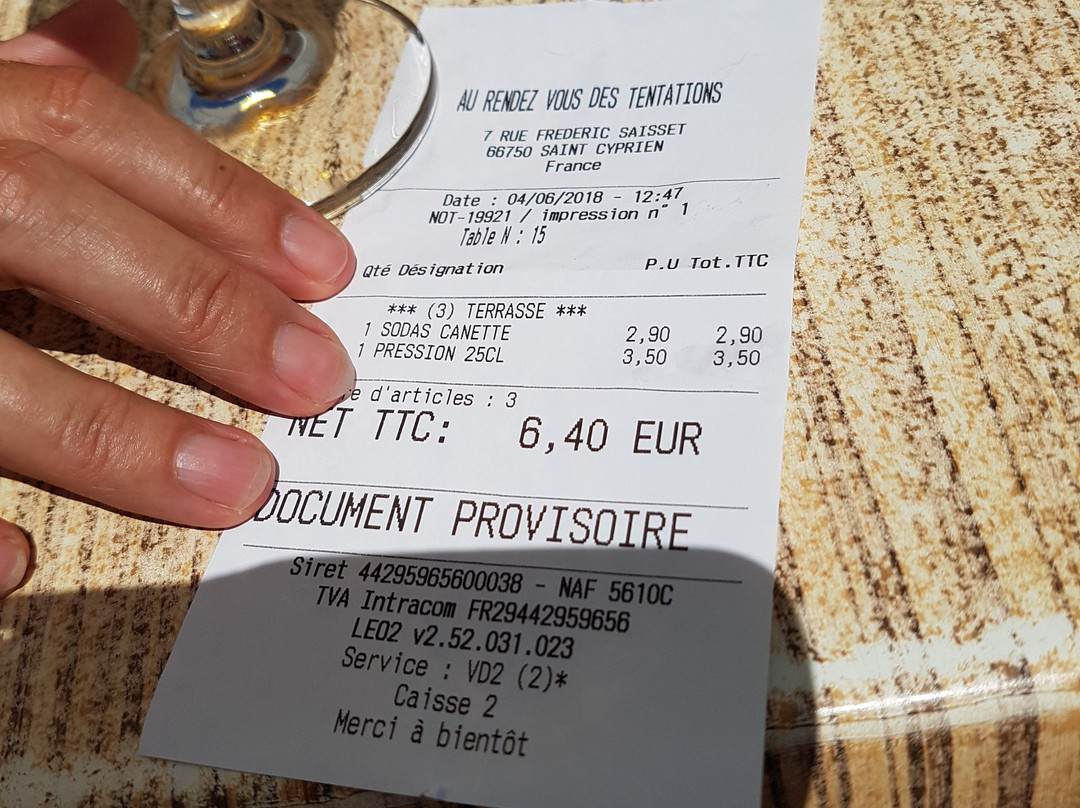 AU RENDEZ VOUS DES TENTATIONS
7 RUE FREDERIC SAISSET
66750 SAINT CYPRIEN
France
Date : 04/06/2018 - 12:47
NOT-19921 / impression n° 1
Table N : 15
Qté Désignation P.U Tot.TTC
*** (3) TERRASSE ***
1 SODAS CANETTE 2,90 2,90
1 PRESSION 25CL 3,50 3,50
d'articles : 3
NET TTC: 6,40 EUR
DOCUMENT PROVISOIRE
Siret 44295965600038 - NAF 5610C
TVA Intracom FR29442959656
LEO2 v2.52.031.023
Service : VD2 (2)*
Caisse 2
Merci à bientôt